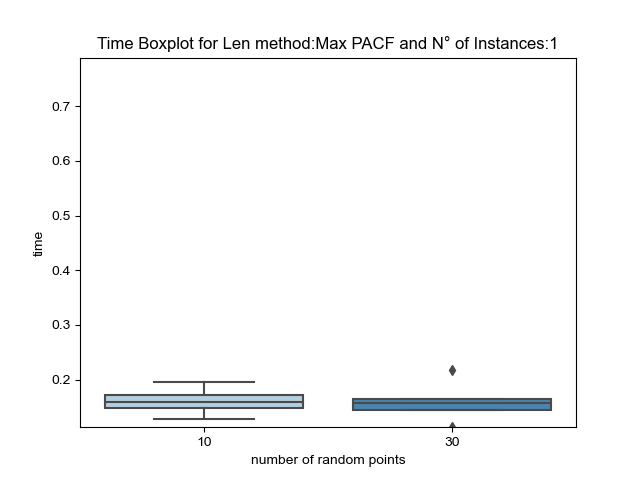 Time Boxplot for Len method:Max PACF and N° of Instances:1
0.7
0.6
0.5
0.4
0.3
0.2
time
10
30
number of random points